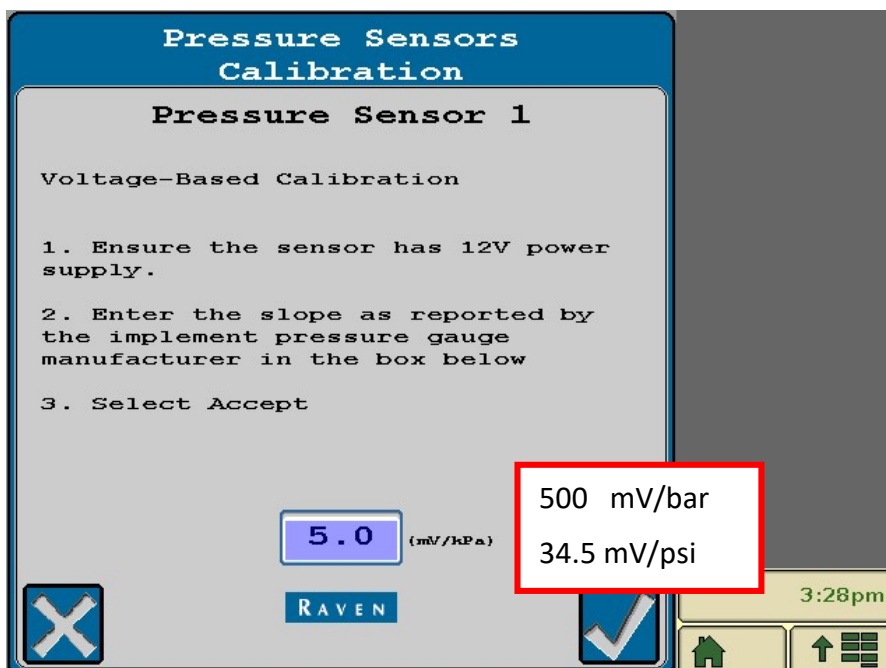 Pressure Sensors
Calibration
Pressure Sensor 1
Voltage-Based Calibration
1. Ensure the sensor has 12V power
supply.
2. Enter the slope as reported by
the implement pressure gauge
manufacturer in the box below
3. Select Accept
500 mV/bar
5.0 (mV/kPa)
34.5 mV/psi
RAVEN
3:28pm